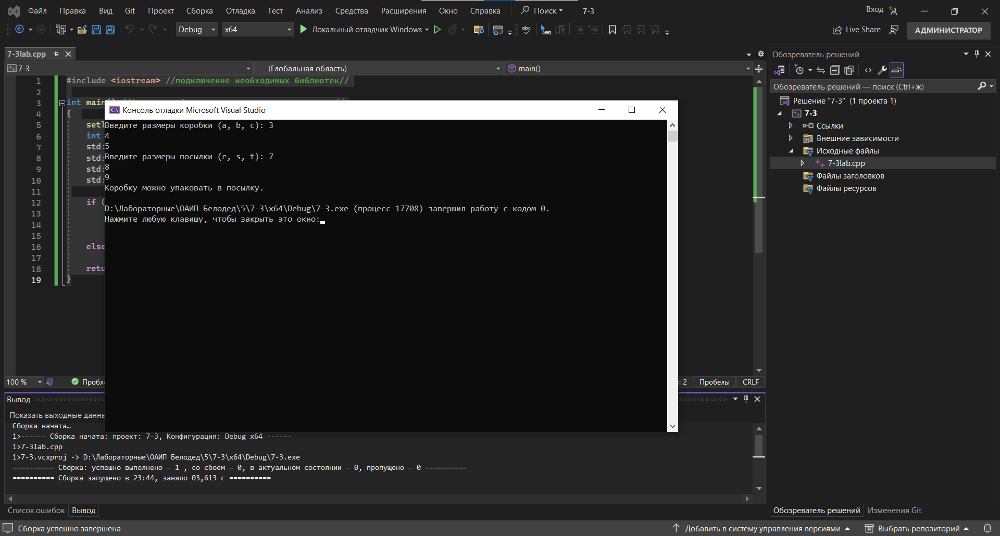 Файл Правка Вид Git Проект Сборка Отладка Тест Анализ Средства Расширения Окно Справка Поиск 7-3 Вход
Debug x64 Локальный отладчик Windows Live Share АДМИНИСТРАТОР
7-3lab.cpp
7-3 (Глобальная область) main()
1 #include <iostream> //подключение необходимых библиотек//
2
3 int main
4 {
5 setl
6 int
7 std:
8 std:
9 std:
10 std:
11
12 if (
13
14
15
16 else
17
18 retu
19 }
Консоль отладки Microsoft Visual Studio
Введите размеры коробки (a, b, c): 3
4
5
Введите размеры посылки (r, s, t): 7
8
9
Коробку можно упаковать в посылку.
D:\Лабораторные\ОАИП Белодед\5\7-3\x64\Debug\7-3.exe (процесс 17708) завершил работу с кодом 0.
Нажмите любую клавишу, чтобы закрыть это окно:
100 % Пробл : 2 Пробелы CRLF
Вывод
Показать выходные данны
Сборка начата…
1>------ Сборка начата: проект: 7-3, Конфигурация: Debug x64 ------
1>7-3lab.cpp
1>7-3.vcxproj -> D:\Лабораторные\ОАИП Белодед\5\7-3\x64\Debug\7-3.exe
========== Сборка: успешно выполнено — 1 , со сбоем — 0, в актуальном состоянии — 0, пропущено — 0 ==========
========== Сборка запущено в 23:44, заняло 03,613 с ==========
Список ошибок Вывод
Обозреватель решений
Обозреватель решений — поиск (Ctrl+ж)
Решение "7-3" (1 проекта 1)
7-3
Ссылки
Внешние зависимости
Исходные файлы
7-3lab.cpp
Файлы заголовков
Файлы ресурсов
Обозреватель решений Изменения Git
Сборка успешно завершена Добавить в систему управления версиями Выбрать репозиторий